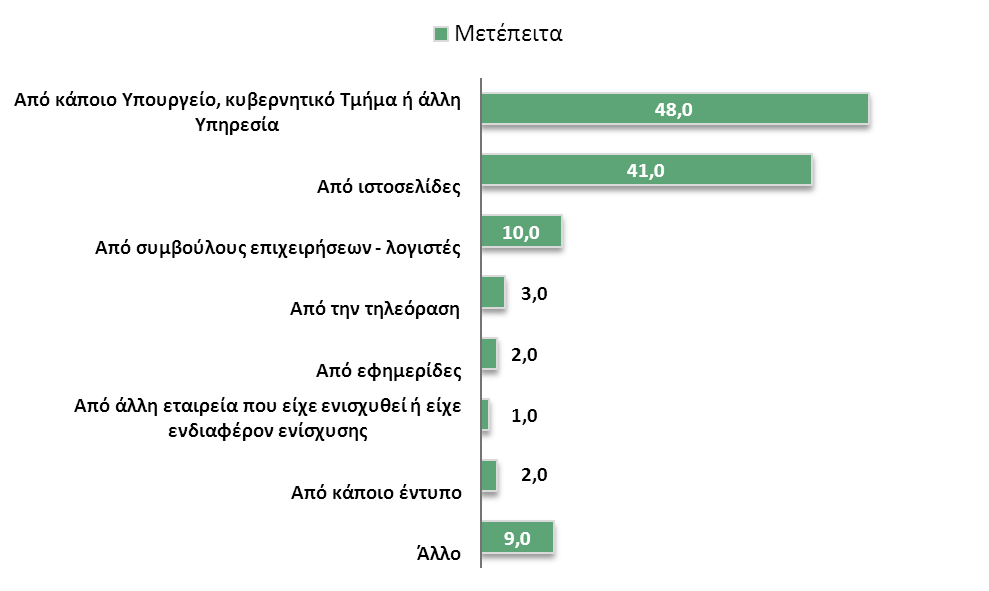 Μετέπειτα
Από κάποιο Υπουργείο, κυβερνητικό Τμήμα ή άλλη
Υπηρεσία
48,0
Από ιστοσελίδες
41,0
Από συμβούλους επιχειρήσεων - λογιστές
10,0
Από την τηλεόραση
3,0
Από εφημερίδες
2,0
Από άλλη εταιρεία που είχε ενισχυθεί ή είχε
ενδιαφέρον ενίσχυσης
1,0
Από κάποιο έντυπο
2,0
Άλλο
9,0